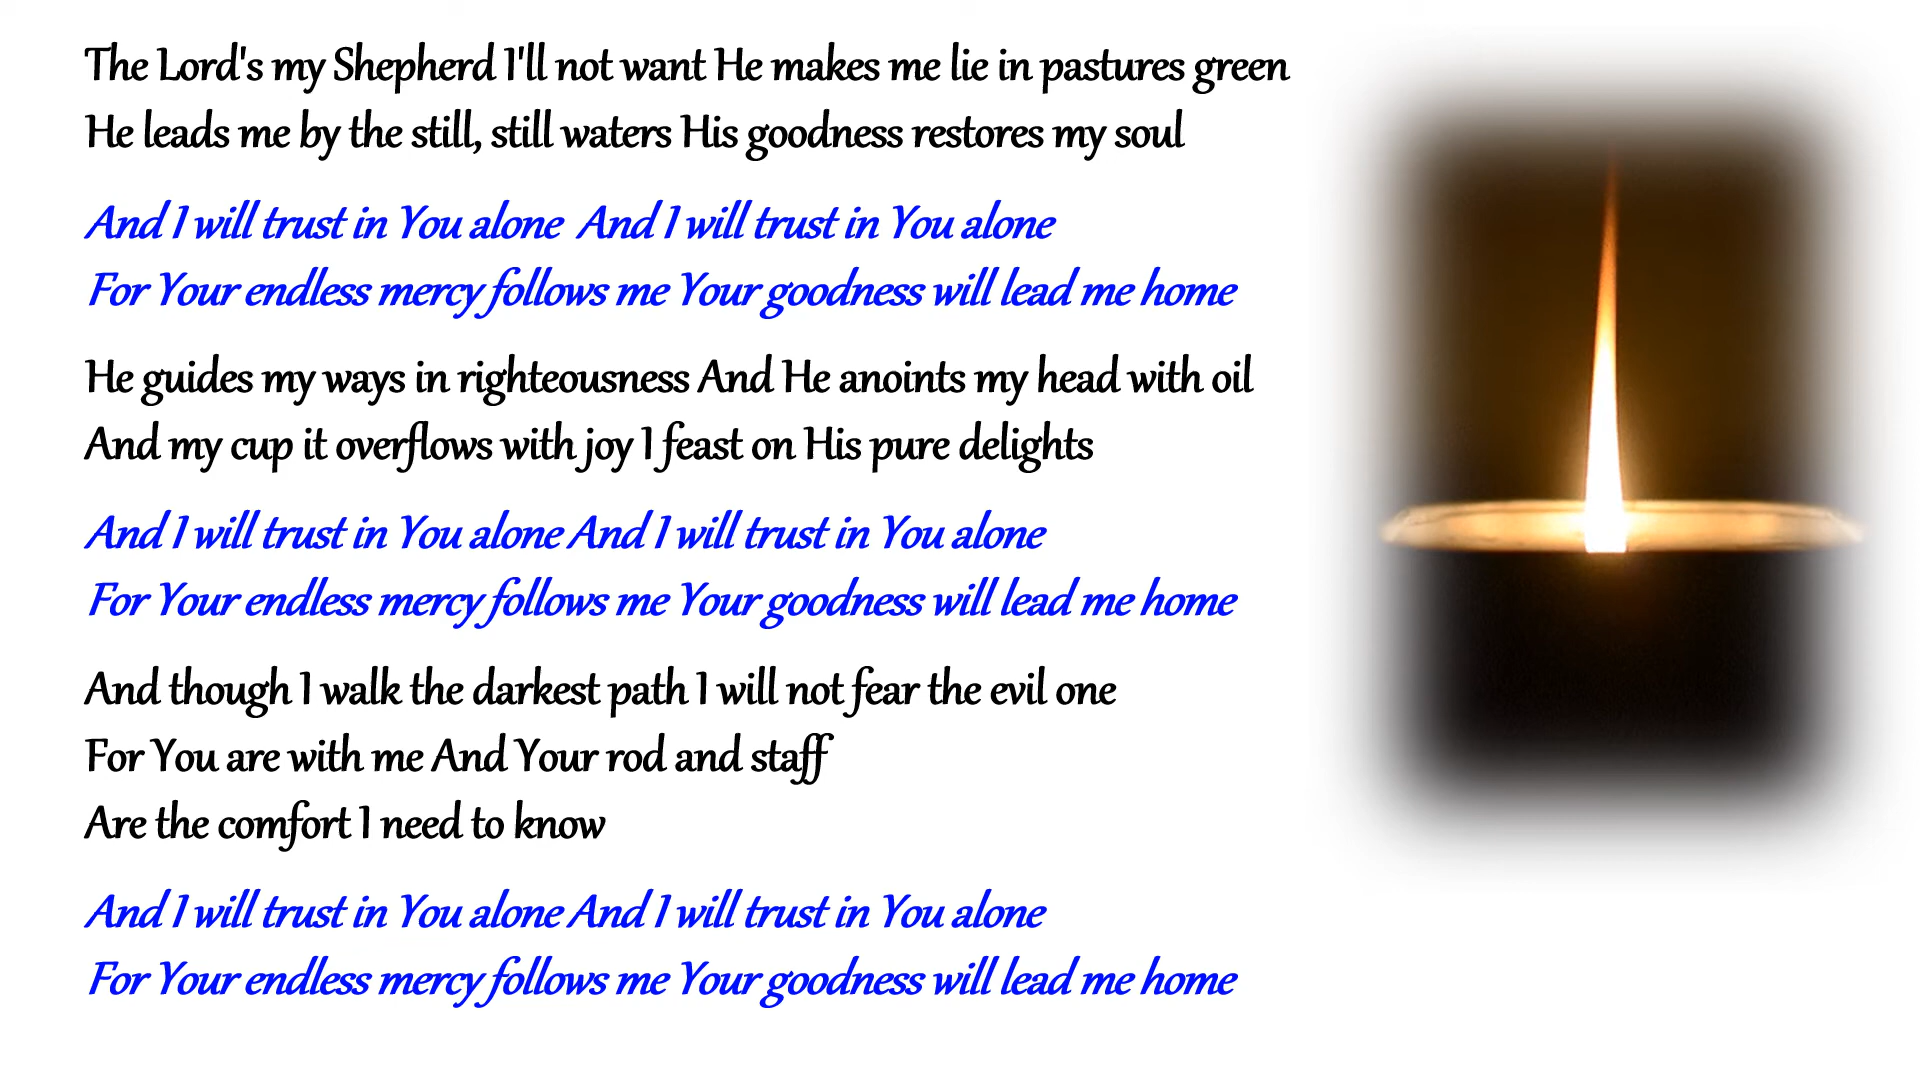 The Lord's my Shepherd I'll not want He makes me lie in pastures green
He leads me by the still, still waters His goodness restores my soul
And I will trust in You alone And I will trust in You alone
For Your endless mercy follows me Your goodness will lead me home
He guides my ways in righteousness And He anoints my head with oil
And my cup it overflows with joy I feast on His pure delights
And I will trust in You alone And I will trust in You alone
For Your endless mercy follows me Your goodness will lead me home
And though I walk the darkest path I will not fear the evil one
For You are with me And Your rod and staff
Are the comfort I need to know
And I will trust in You alone And I will trust in You alone
For Your endless mercy follows me Your goodness will lead me home